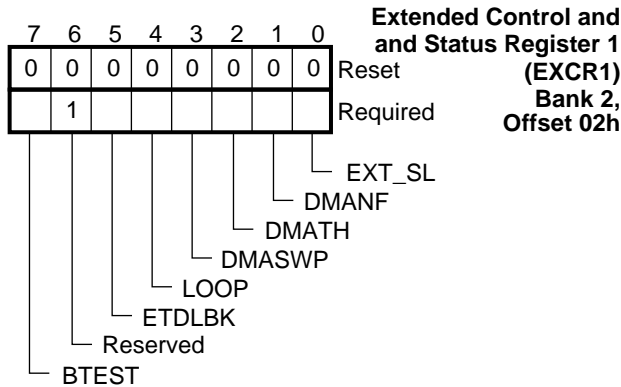 Extended Control and
and Status Register 1
(EXCR1)
Bank 2,
Offset 02h
7 6 5 4 3 2 1 0
0 0 0 0 0 0 0 0 Reset
1 Required
EXT_SL
DMANF
DMATH
DMASWP
LOOP
ETDLBK
Reserved
BTEST